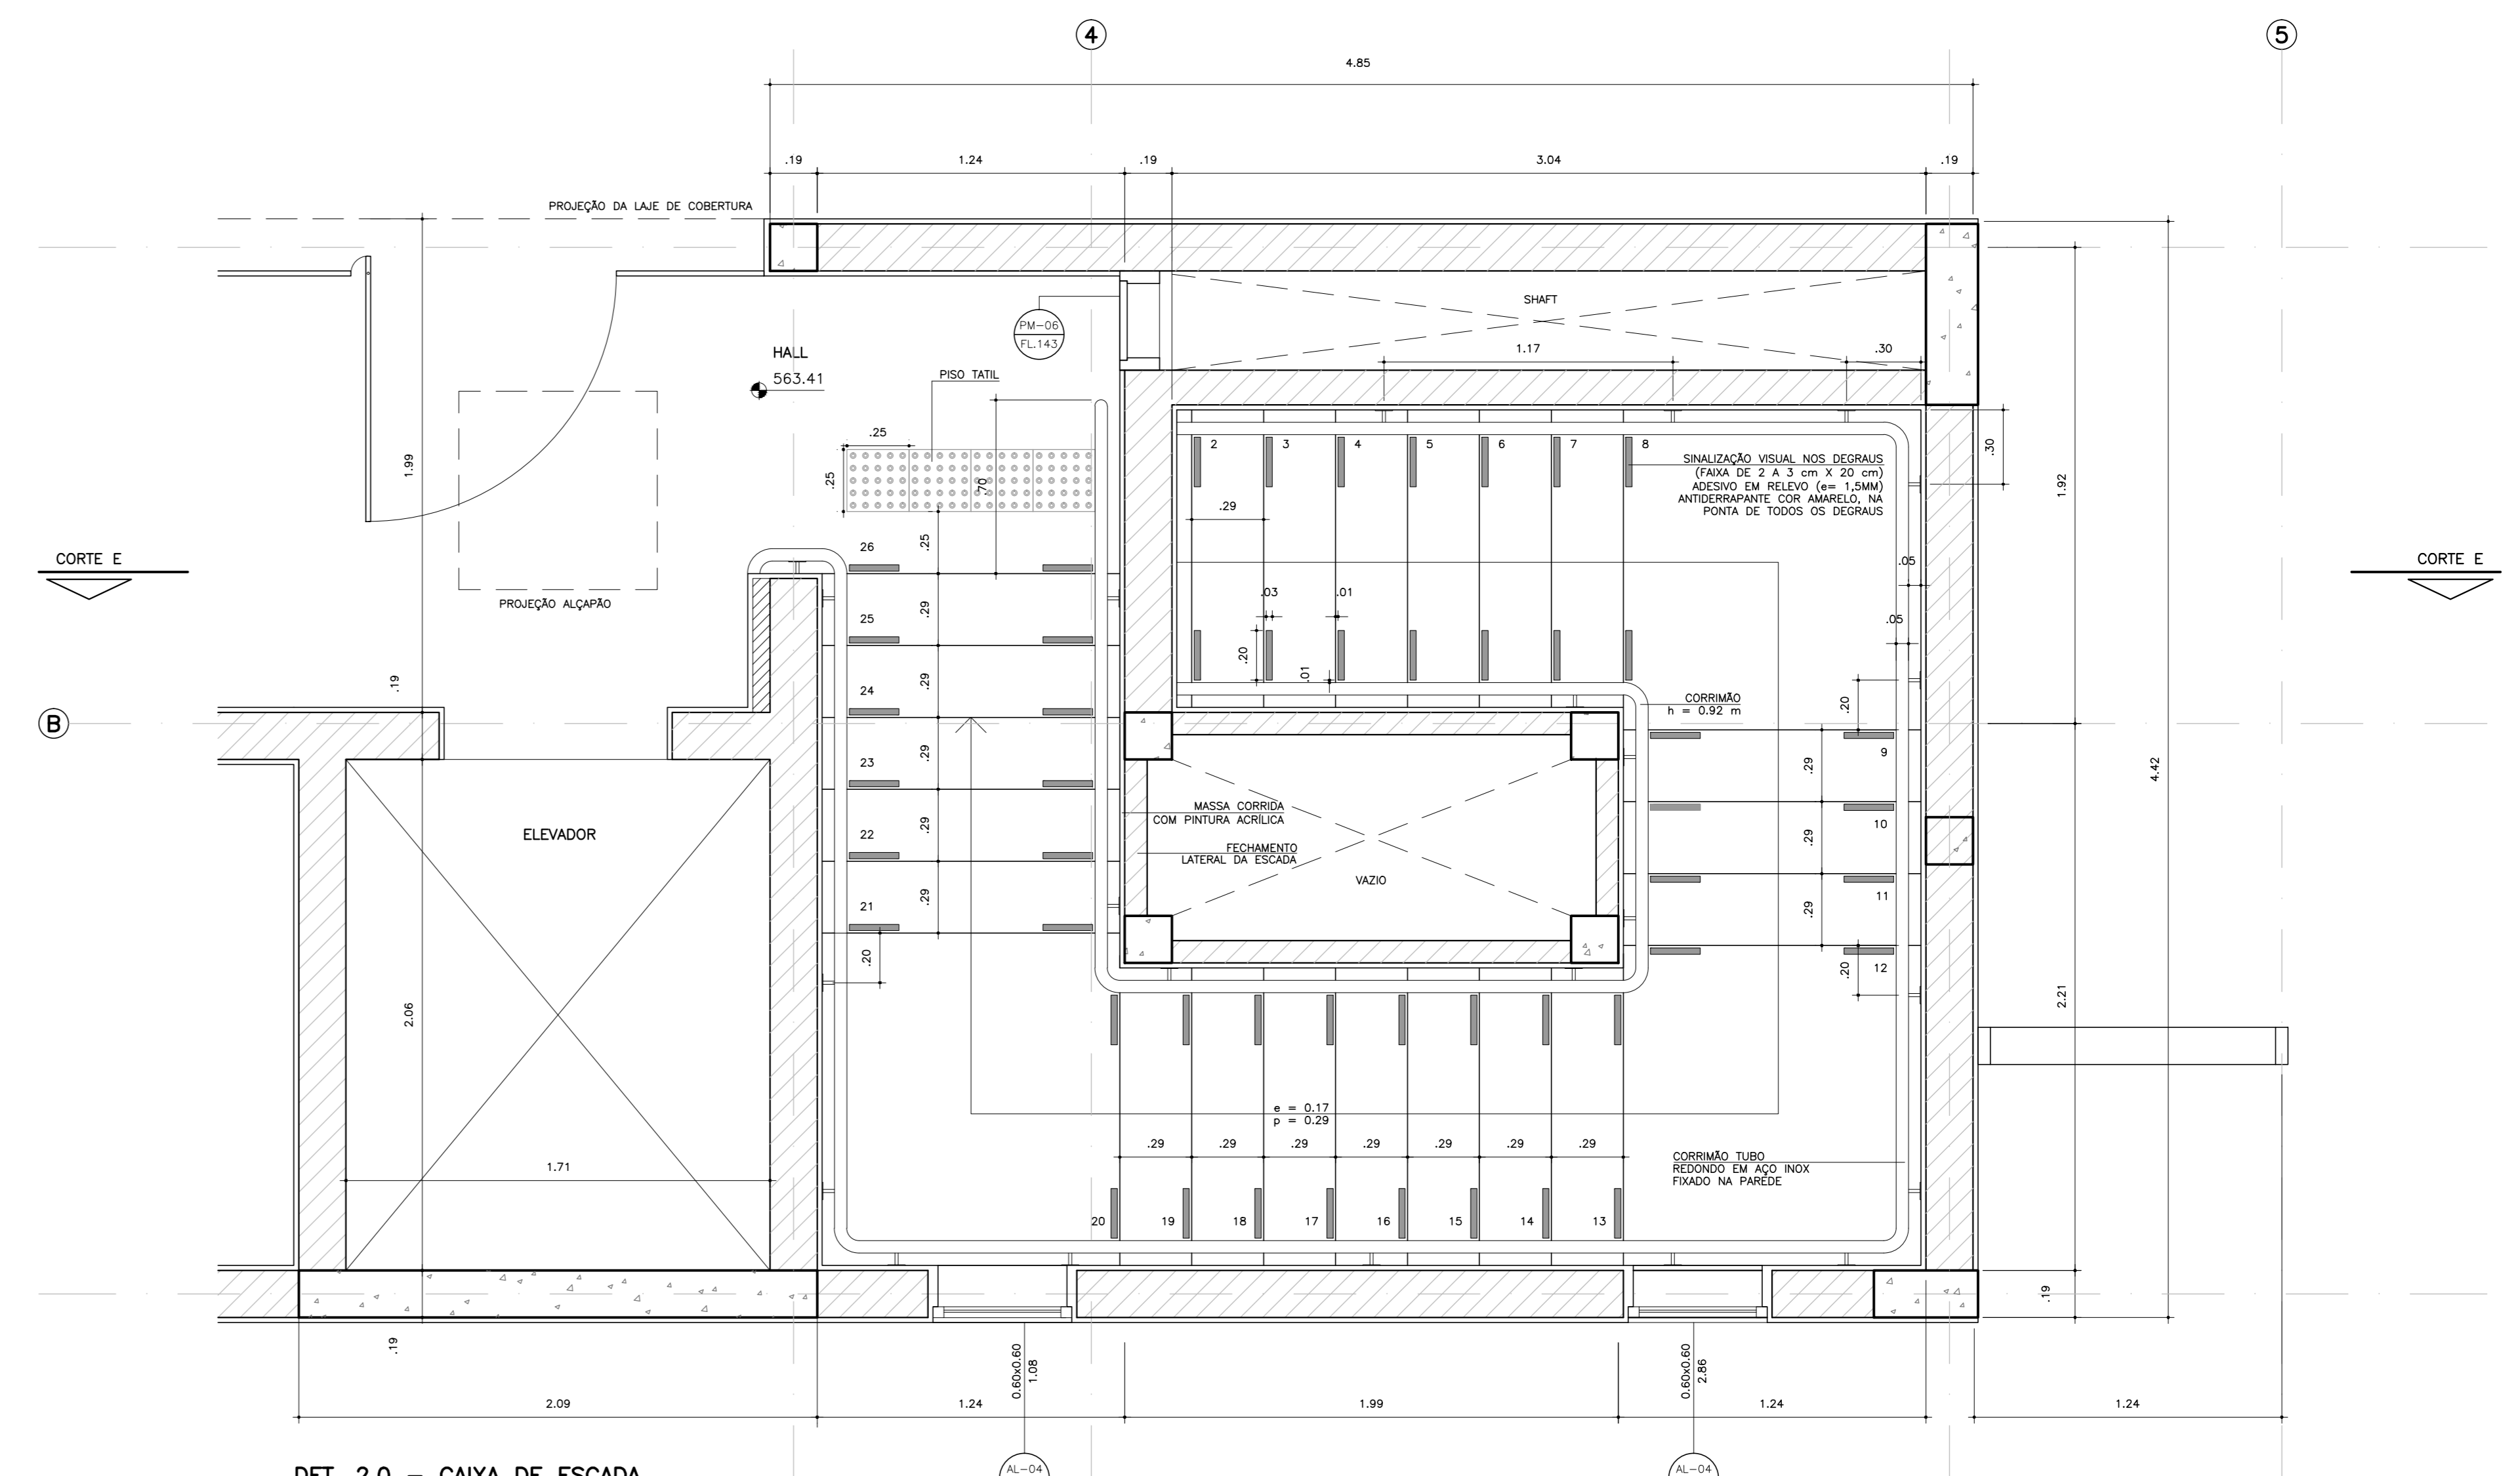 4
5
4.85
.19
1.24
.19
3.04
.19
PROJEÇÃO DA LAJE DE COBERTURA
SHAFT
PM-06
FL.143
HALL
563.41
PISO TATIL
1.17
.30
.25
.25
.70
1.99
2
3
4
5
6
7
8
SINALIZAÇÃO VISUAL NOS DEGRAUS
(FAIXA DE 2 A 3 cm X 20 cm)
ADESIVO EM RELEVO (e= 1,5MM)
ANTIDERRAPANTE COR AMARELO, NA
PONTA DE TODOS OS DEGRAUS
.30
1.92
.29
CORTE E
CORTE E
26
.25
.05
PROJEÇÃO ALÇAPÃO
25
.29
.03
.01
.05
.20
.01
.19
24
.29
CORRIMÃO
h = 0.92 m
.20
B
23
.29
9
.29
4.42
ELEVADOR
MASSA CORRIDA
COM PINTURA ACRÍLICA
22
.29
10
.29
FECHAMENTO
LATERAL DA ESCADA
VAZIO
21
.29
11
.29
.20
12
.20
2.06
2.21
e = 0.17
p = 0.29
.29
.29
.29
.29
.29
.29
.29
1.71
CORRIMÃO TUBO
REDONDO EM AÇO INOX
FIXADO NA PAREDE
20
19
18
17
16
15
14
13
.19
.19
0.60x0.60
1.08
0.60x0.60
2.86
2.09
1.24
1.99
1.24
1.24
AL-04
AL-04
DET. 2.0 - CAIXA DE ESCADA